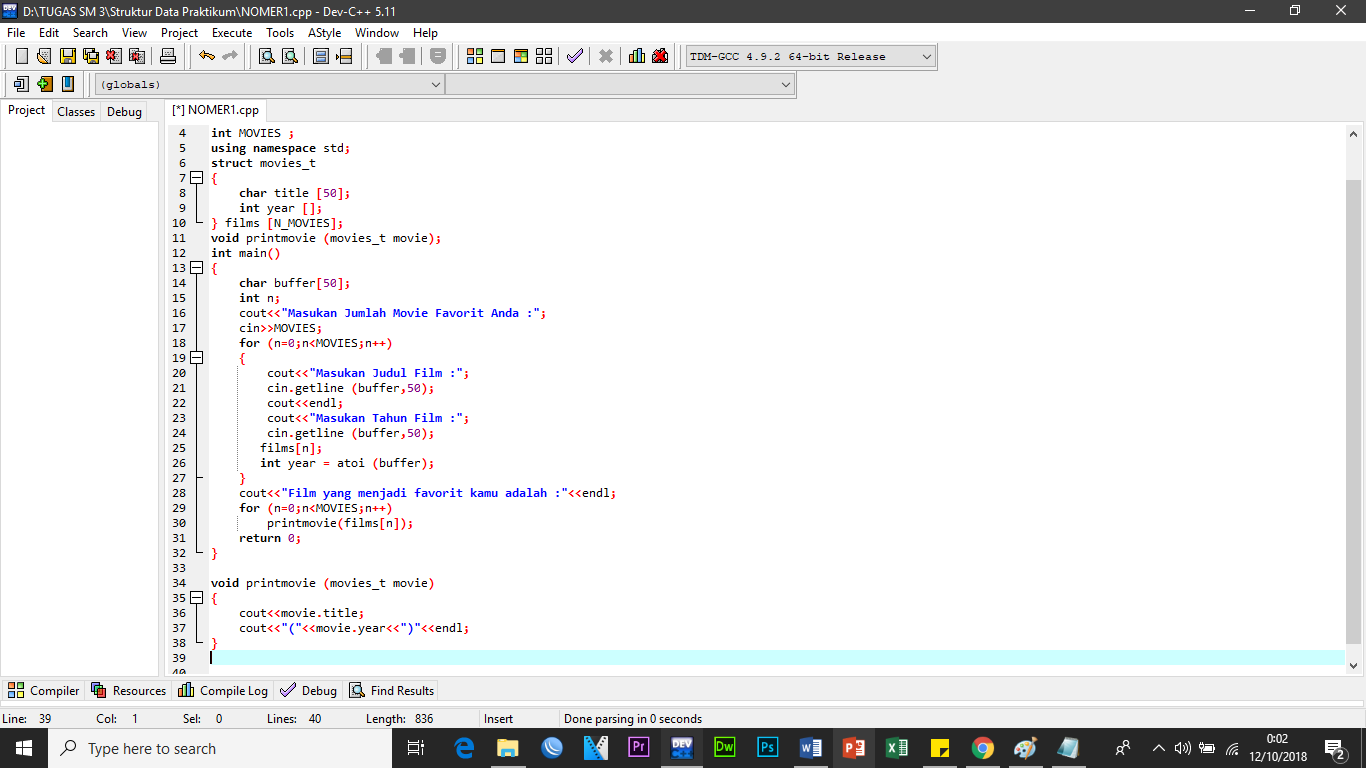 D:\TUGAS SM 3\Struktur Data Praktikum\NOMER1.cpp - Dev-C++ 5.11
File Edit Search View Project Execute Tools AStyle Window Help
TDM-GCC 4.9.2 64-bit Release
(globals)
Project Classes Debug
[*] NOMER1.cpp
4 int MOVIES ;
5 using namespace std;
6 struct movies_t
7 {
8 char title [50];
9 int year [];
10 } films [N_MOVIES];
11 void printmovie (movies_t movie);
12 int main()
13 {
14 char buffer[50];
15 int n;
16 cout<<"Masukan Jumlah Movie Favorit Anda :";
17 cin>>MOVIES;
18 for (n=0;n<MOVIES;n++)
19 {
20 cout<<"Masukan Judul Film :";
21 cin.getline (buffer,50);
22 cout<<endl;
23 cout<<"Masukan Tahun Film :";
24 cin.getline (buffer,50);
25 films[n];
26 int year = atoi (buffer);
27 }
28 cout<<"Film yang menjadi favorit kamu adalah :"<<endl;
29 for (n=0;n<MOVIES;n++)
30 printmovie(films[n]);
31 return 0;
32 }
33
34 void printmovie (movies_t movie)
35 {
36 cout<<movie.title;
37 cout<<"("<<movie.year<<")"<<endl;
38 }
39
40
Compiler Resources Compile Log Debug Find Results
Line: 39 Col: 1 Sel: 0 Lines: 40 Length: 836 Insert Done parsing in 0 seconds
Type here to search
Pr DEV Dw Ps
0:02
12/10/2018
2